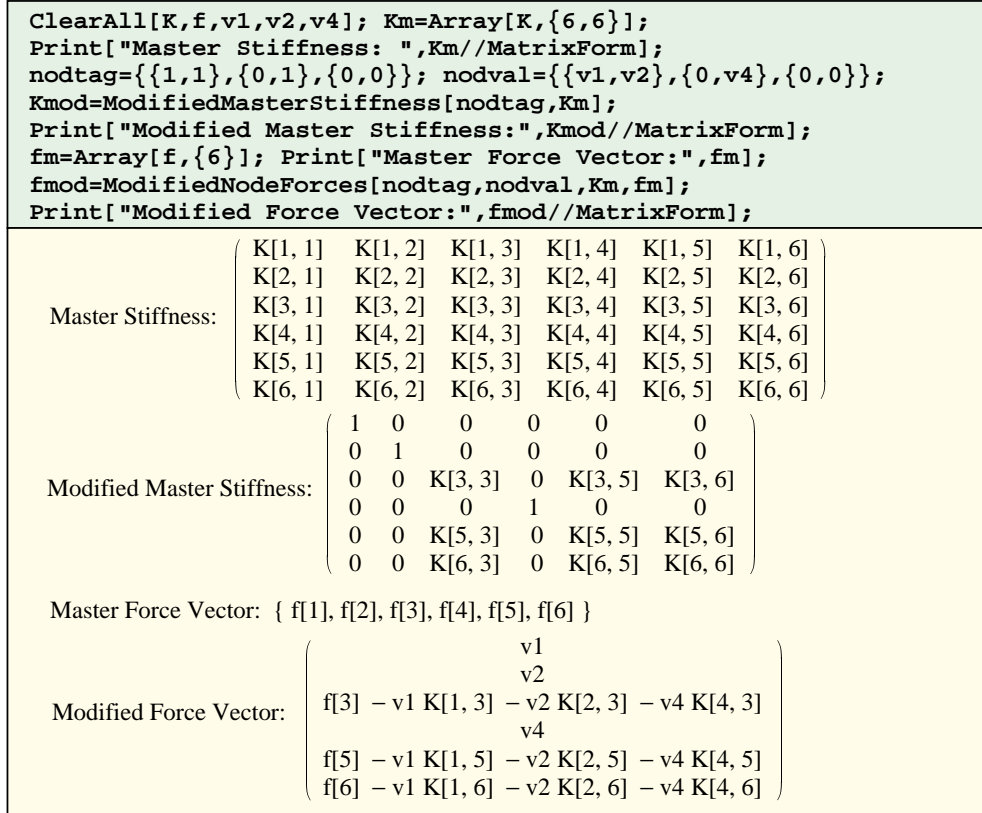 ClearAll[K,f,v1,v2,v4]; Km=Array[K,{6,6}];
Print["Master Stiffness: ",Km//MatrixForm];
nodtag={{1,1},{0,1},{0,0}}; nodval={{v1,v2},{0,v4},{0,0}};
Kmod=ModifiedMasterStiffness[nodtag,Km];
Print["Modified Master Stiffness:",Kmod//MatrixForm];
fm=Array[f,{6}]; Print["Master Force Vector:",fm];
fmod=ModifiedNodeForces[nodtag,nodval,Km,fm];
Print["Modified Force Vector:",fmod//MatrixForm];
K[1, 1] K[1, 2] K[1, 3] K[1, 4] K[1, 5] K[1, 6]
K[2, 1] K[2, 2] K[2, 3] K[2, 4] K[2, 5] K[2, 6]
Master Stiffness: K[3, 1] K[3, 2] K[3, 3] K[3, 4] K[3, 5] K[3, 6]
K[4, 1] K[4, 2] K[4, 3] K[4, 4] K[4, 5] K[4, 6]
K[5, 1] K[5, 2] K[5, 3] K[5, 4] K[5, 5] K[5, 6]
K[6, 1] K[6, 2] K[6, 3] K[6, 4] K[6, 5] K[6, 6]
1 0 0 0 0 0
0 1 0 0 0 0
Modified Master Stiffness: 0 0 K[3, 3] 0 K[3, 5] K[3, 6]
0 0 0 1 0 0
0 0 K[5, 3] 0 K[5, 5] K[5, 6]
0 0 K[6, 3] 0 K[6, 5] K[6, 6]
Master Force Vector: { f[1], f[2], f[3], f[4], f[5], f[6] }
v1
v2
Modified Force Vector: f[3] − v1 K[1, 3] − v2 K[2, 3] − v4 K[4, 3]
v4
f[5] − v1 K[1, 5] − v2 K[2, 5] − v4 K[4, 5]
f[6] − v1 K[1, 6] − v2 K[2, 6] − v4 K[4, 6]